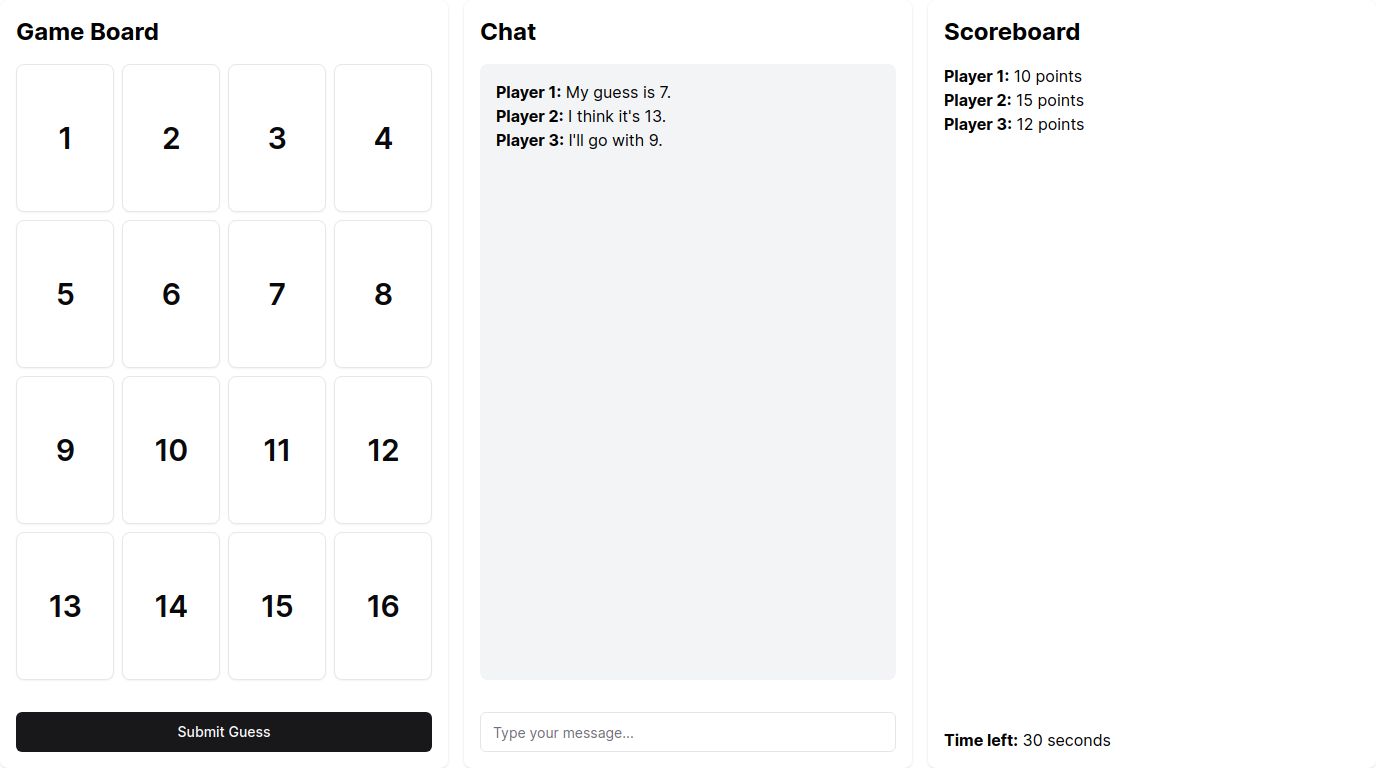 Game Board
1 2 3 4
5 6 7 8
9 10 11 12
13 14 15 16
Submit Guess
Chat
Player 1: My guess is 7.
Player 2: I think it's 13.
Player 3: I'll go with 9.
Type your message...
Scoreboard
Player 1: 10 points
Player 2: 15 points
Player 3: 12 points
Time left: 30 seconds